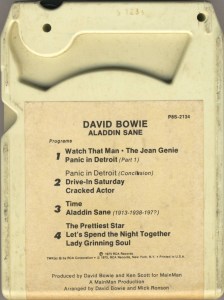 P8S-2134
DAVID BOWIE
ALADDIN SANE
Programs
1 Watch That Man • The Jean Genie
Panic in Detroit (Part 1)
Panic in Detroit (Conclusion)
2 Drive-In Saturday
Cracked Actor
3 Time
Aladdin Sane (1913-1938-197?)
The Prettiest Star
4 Let's Spend the Night Together
Lady Grinning Soul
Produced by David Bowie and Ken Scott for MainMan
A MainMan Production
Arranged by David Bowie and Mick Ronson